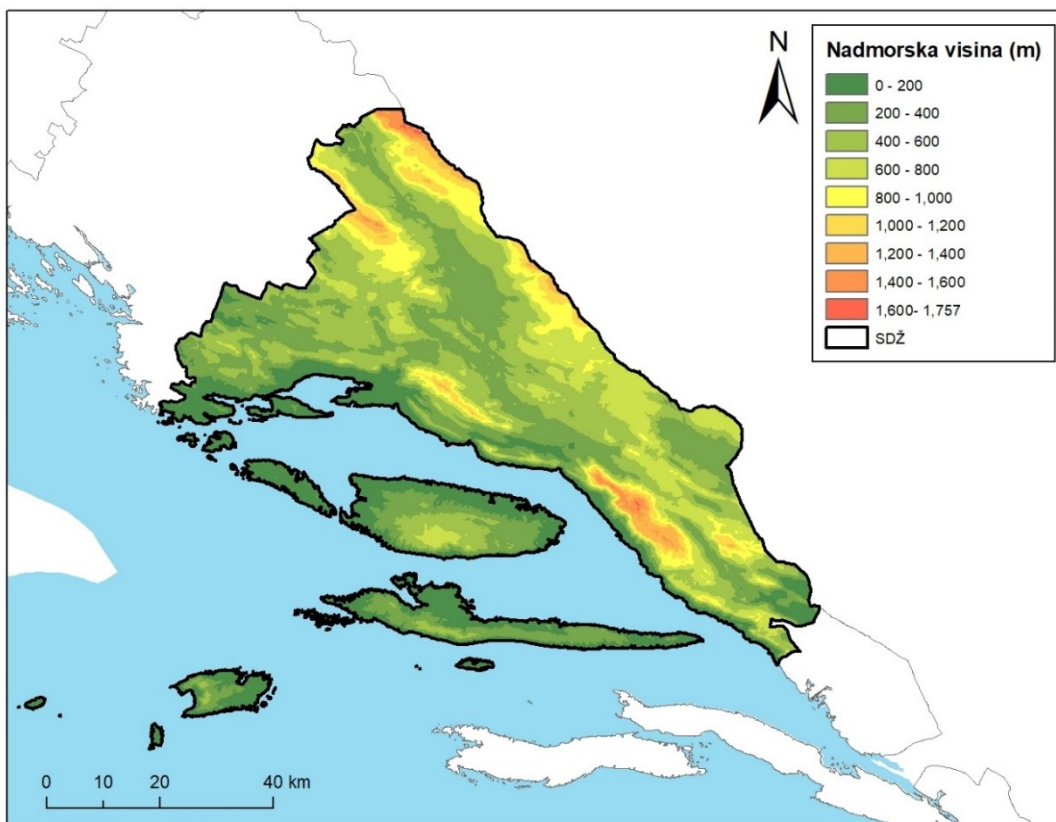 N
Nadmorska visina (m)
0 - 200
200 - 400
400 - 600
600 - 800
800 - 1,000
1,000 - 1,200
1,200 - 1,400
1,400 - 1,600
1,600- 1,757
SDŽ
0 10 20 40 km